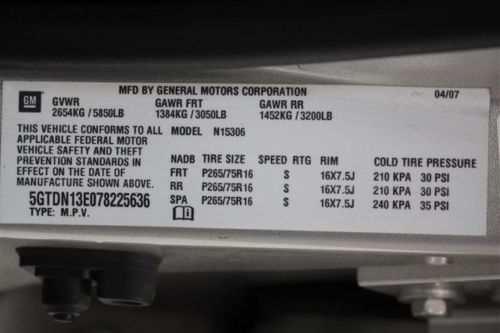 MFD BY GENERAL MOTORS CORPORATION 04/07
GM GVWR GAWR FRT GAWR RR
2654KG / 5850LB 1384KG / 3050LB 1452KG / 3200LB
THIS VEHICLE CONFORMS TO ALL MODEL N15306
APPLICABLE FEDERAL MOTOR
VEHICLE SAFETY AND THEFT
PREVENTION STANDARDS IN
EFFECT ON THE DATE OF
MANUFACTURE SHOWN ABOVE.
NADB TIRE SIZE SPEED RTG RIM COLD TIRE PRESSURE
FRT P265/75R16 S 16X7.5J 210 KPA 30 PSI
RR P265/75R16 S 16X7.5J 210 KPA 30 PSI
SPA P265/75R16 S 16X7.5J 240 KPA 35 PSI
5GTDN13E078225636
TYPE: M.P.V.